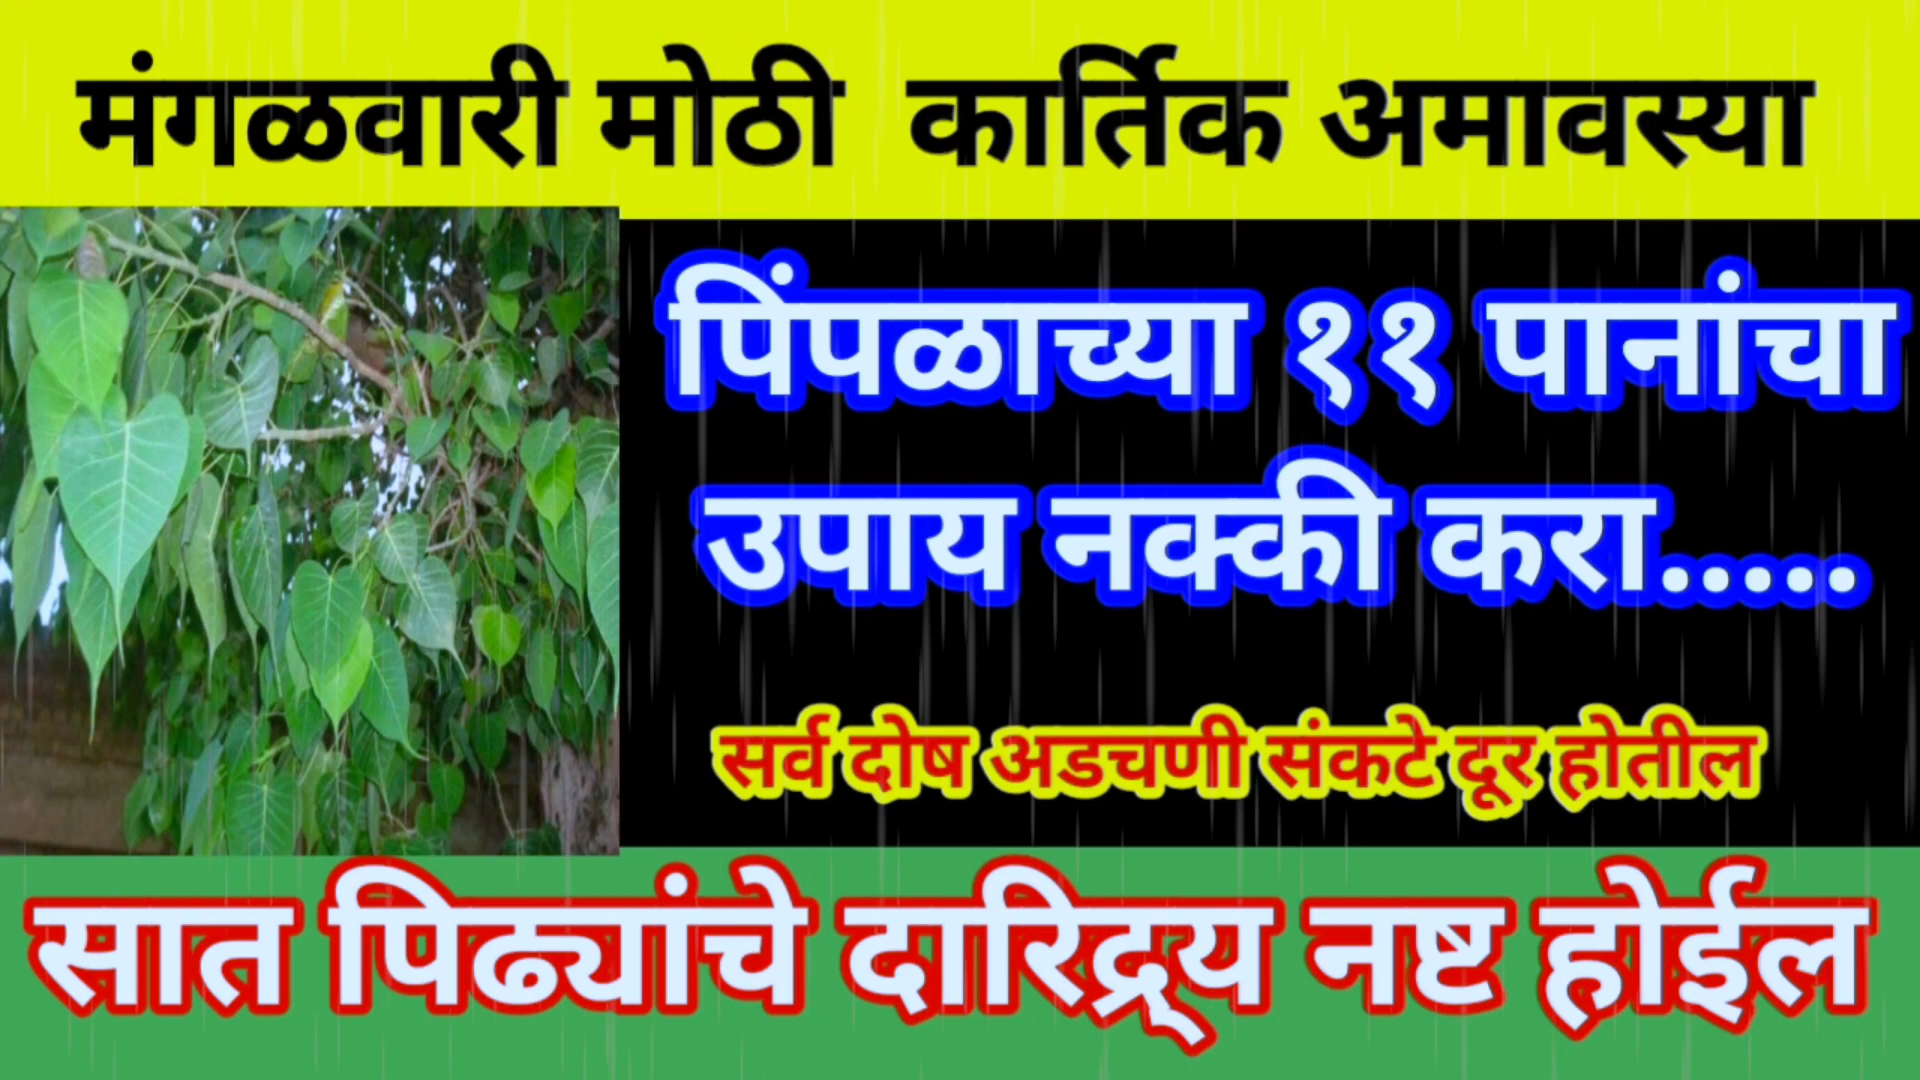 मंगळवारी मोठी कार्तिक अमावस्या
पिंपळाच्या ११ पानांचा
उपाय नक्की करा.....
सर्व दोष अडचणी संकटे दूर होतील
सात पिढ्यांचे दारिद्र्य नष्ट होईल